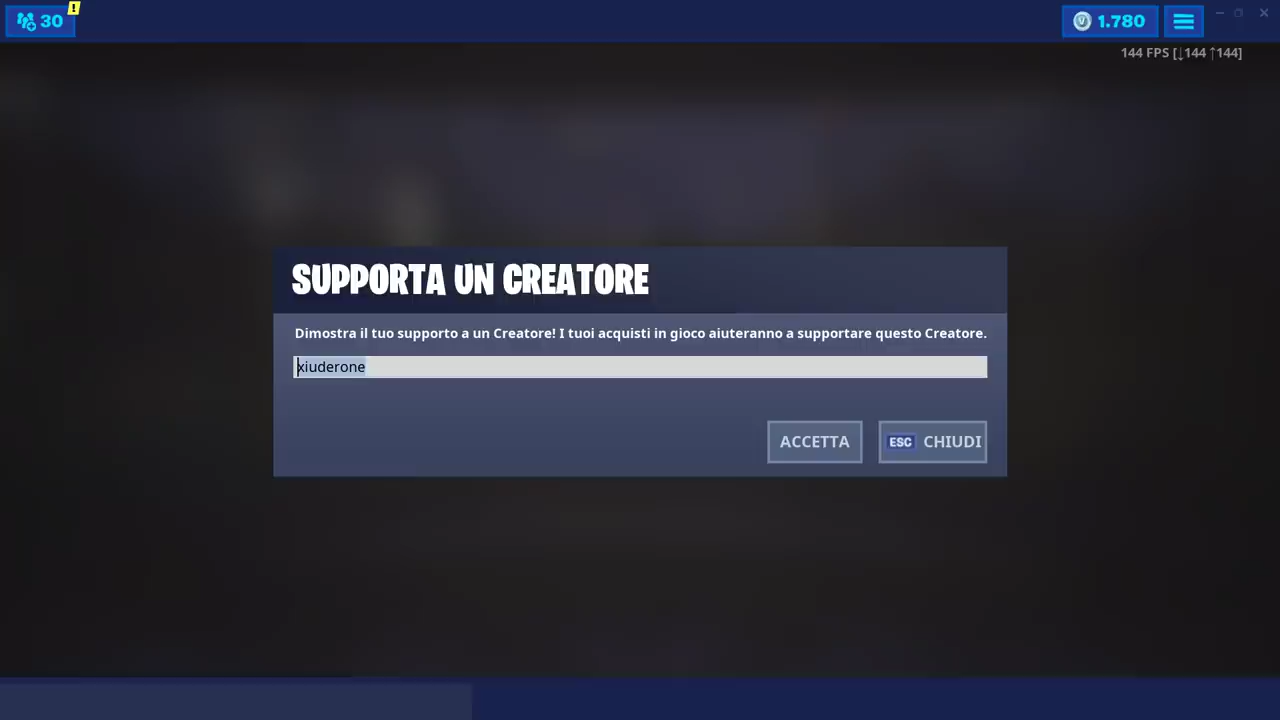 30
!
1.780
144 FPS [↓144 ↑144]
SUPPORTA UN CREATORE
Dimostra il tuo supporto a un Creatore! I tuoi acquisti in gioco aiuteranno a supportare questo Creatore.
xiuderone
ACCETTA
ESC CHIUDI